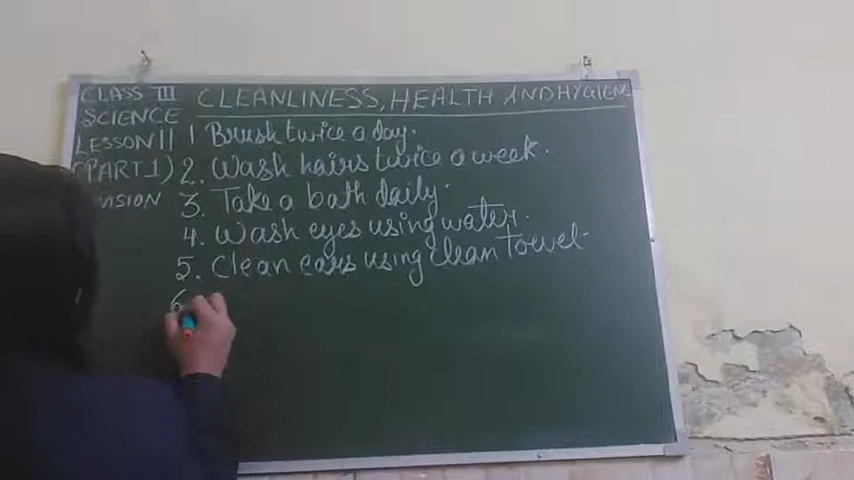 CLASS III
SCIENCE
LESSON 11
(PART 1)
VISION
CLEANLINESS, HEALTH AND HYGIENE
1 Brush twice a day.
2. Wash hairs twice a week.
3. Take a bath daily.
4. Wash eyes using water.
5. Clean ears using clean towel.
6